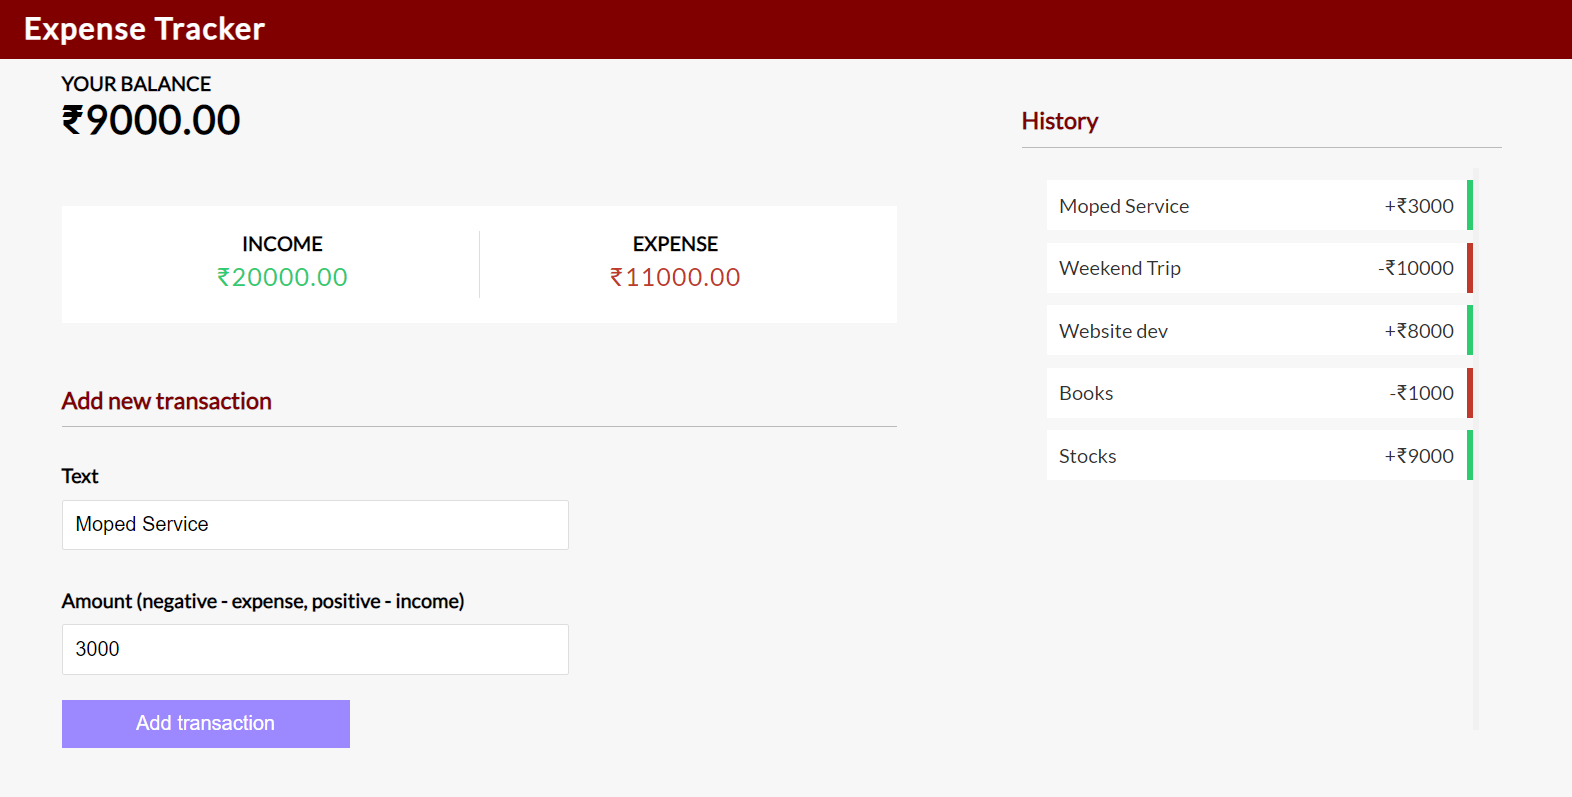 Expense Tracker
YOUR BALANCE
₹9000.00
INCOME
₹20000.00
EXPENSE
₹11000.00
Add new transaction
Text
Moped Service
Amount (negative - expense, positive - income)
3000
Add transaction
History
Moped Service +₹3000
Weekend Trip -₹10000
Website dev +₹8000
Books -₹1000
Stocks +₹9000